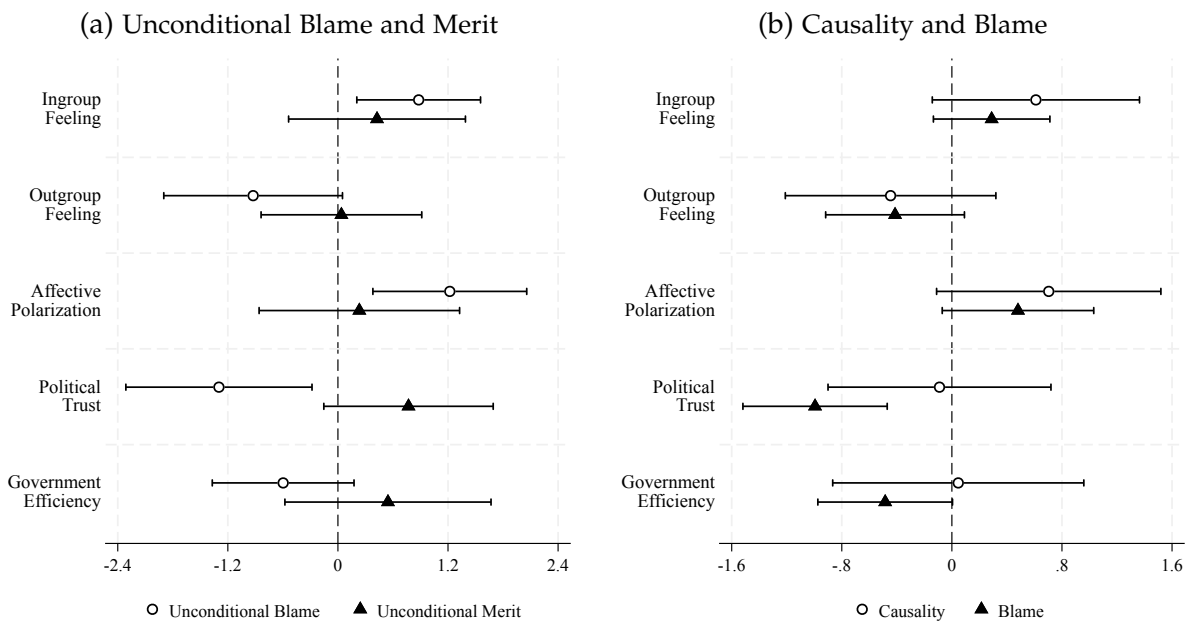 (a) Unconditional Blame and Merit
Ingroup
Feeling
Outgroup
Feeling
Affective
Polarization
Political
Trust
Government
Efficiency
-2.4 -1.2 0 1.2 2.4
Unconditional Blame Unconditional Merit
(b) Causality and Blame
Ingroup
Feeling
Outgroup
Feeling
Affective
Polarization
Political
Trust
Government
Efficiency
-1.6 -.8 0 .8 1.6
Causality Blame